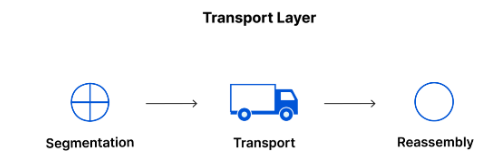 Transport Layer
Segmentation
Transport
Reassembly